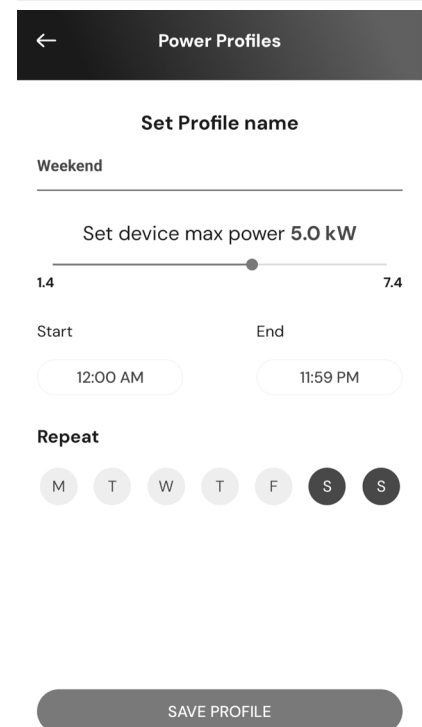 Power Profiles
Set Profile name
Weekend
Set device max power 5.0 kW
1.4 7.4
Start End
12:00 AM 11:59 PM
Repeat
M T W T F S S
SAVE PROFILE